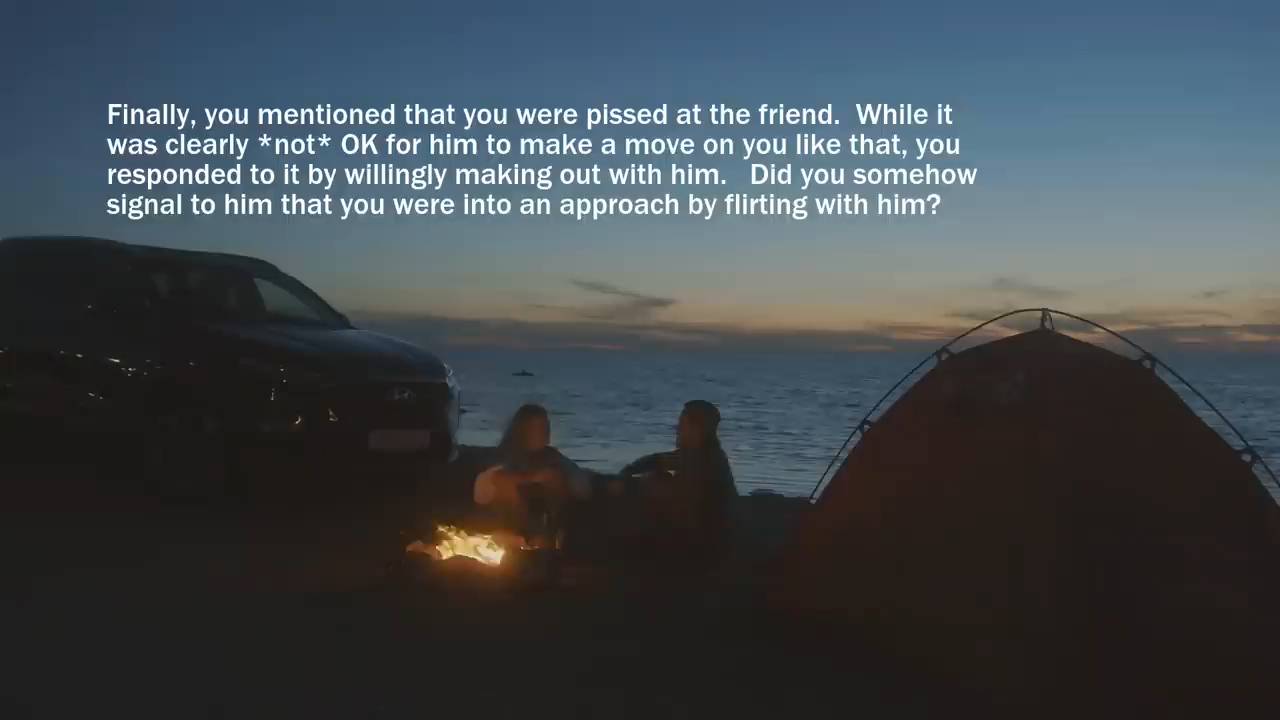 Finally, you mentioned that you were pissed at the friend.  While it
was clearly *not* OK for him to make a move on you like that, you
responded to it by willingly making out with him.   Did you somehow
signal to him that you were into an approach by flirting with him?